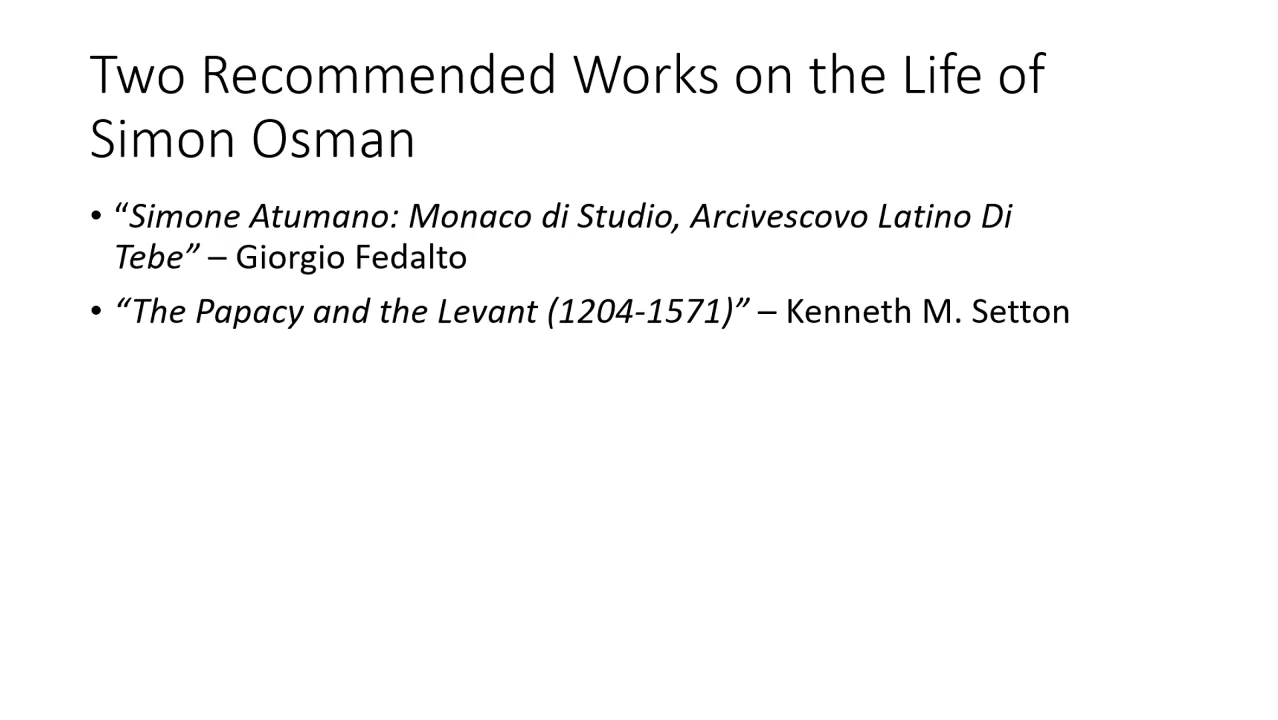 Two Recommended Works on the Life of
Simon Osman
• “Simone Atumano: Monaco di Studio, Arcivescovo Latino Di
Tebe” – Giorgio Fedalto
• “The Papacy and the Levant (1204-1571)” – Kenneth M. Setton